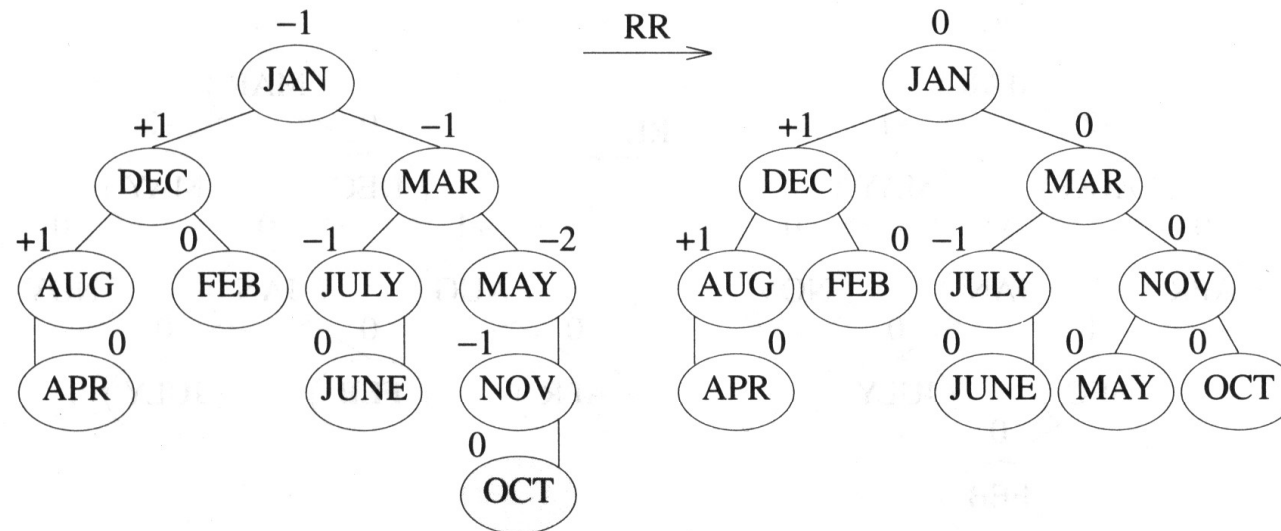 −1 RR 0
JAN JAN
+1 −1 +1 0
DEC MAR DEC MAR
+1 0 −1 −2 +1 0 −1 0
AUG FEB JULY MAY AUG FEB JULY NOV
0 0 −1 0 0 0 0
APR JUNE NOV APR JUNE MAY OCT
0
OCT